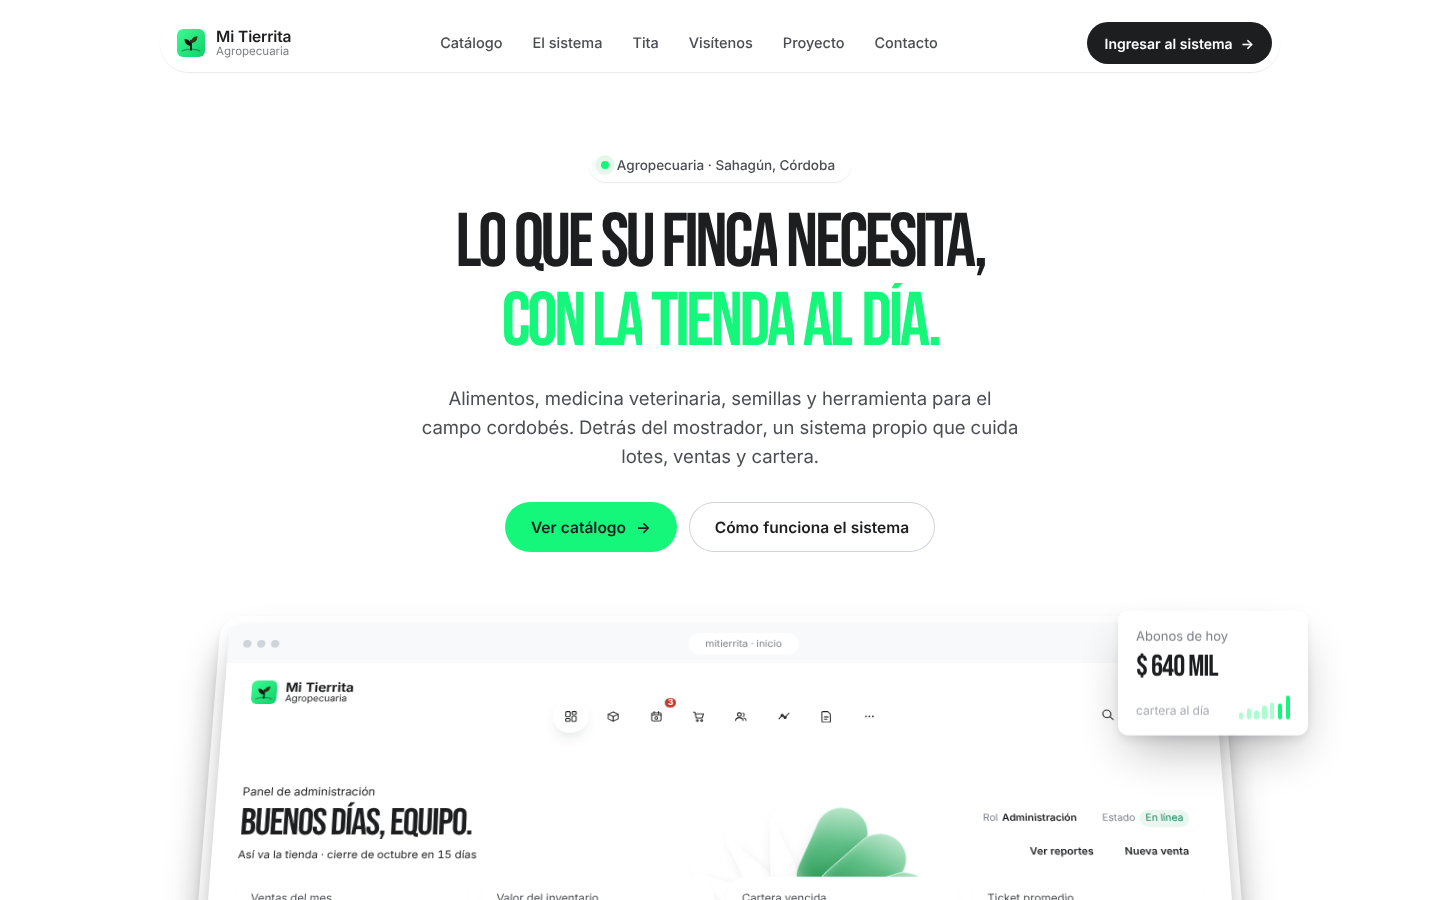 Mi Tierrita
Agropecuaria
Catálogo
El sistema
Tita
Visítenos
Proyecto
Contacto
Ingresar al sistema →
Agropecuaria · Sahagún, Córdoba
LO QUE SU FINCA NECESITA,
CON LA TIENDA AL DÍA.
Alimentos, medicina veterinaria, semillas y herramienta para el
campo cordobés. Detrás del mostrador, un sistema propio que cuida
lotes, ventas y cartera.
Ver catálogo →
Cómo funciona el sistema
mitierrita · inicio
Abonos de hoy
$ 640 MIL
cartera al día
Mi Tierrita
Agropecuaria
3
Panel de administración
BUENOS DÍAS, EQUIPO.
Así va la tienda · cierre de octubre en 15 días
Rol Administración
Estado En línea
Ver reportes
Nueva venta
Ventas del mes
Valor del inventario
Cartera vencida
Ticket promedio